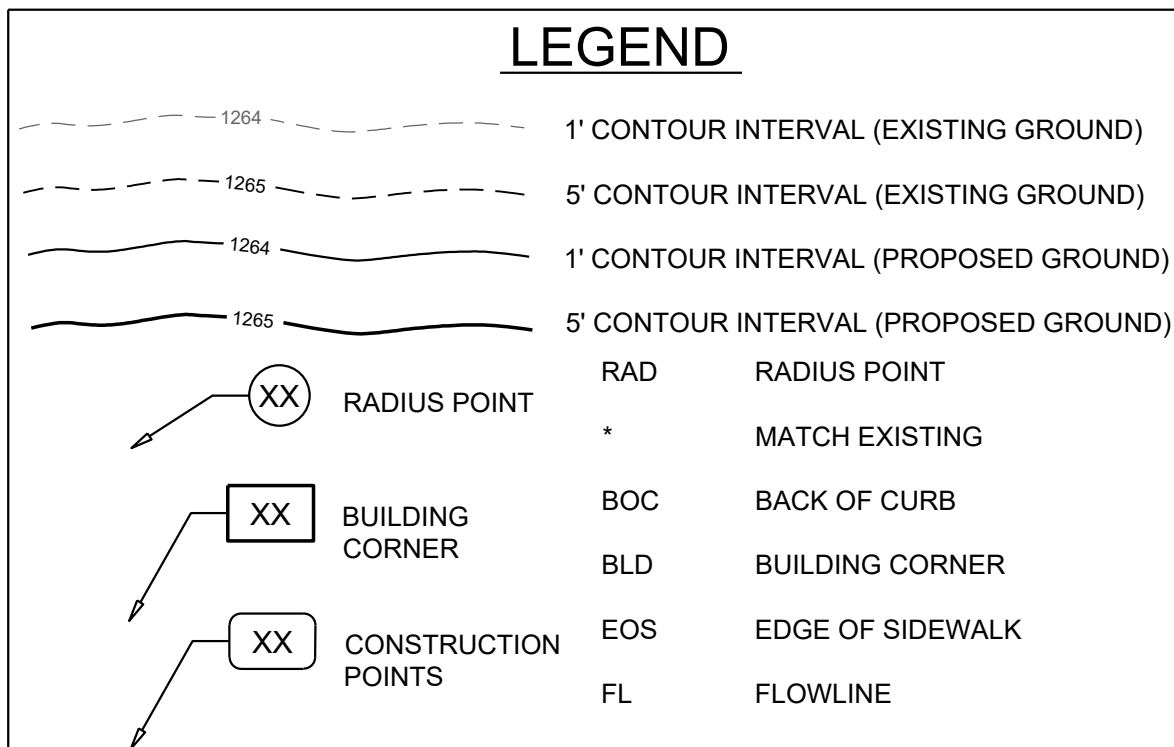 LEGEND
1264 1' CONTOUR INTERVAL (EXISTING GROUND)
1265 5' CONTOUR INTERVAL (EXISTING GROUND)
1264 1' CONTOUR INTERVAL (PROPOSED GROUND)
1265 5' CONTOUR INTERVAL (PROPOSED GROUND)
XX RADIUS POINT
XX BUILDING
CORNER
XX CONSTRUCTION
POINTS
RAD RADIUS POINT
* MATCH EXISTING
BOC BACK OF CURB
BLD BUILDING CORNER
EOS EDGE OF SIDEWALK
FL FLOWLINE